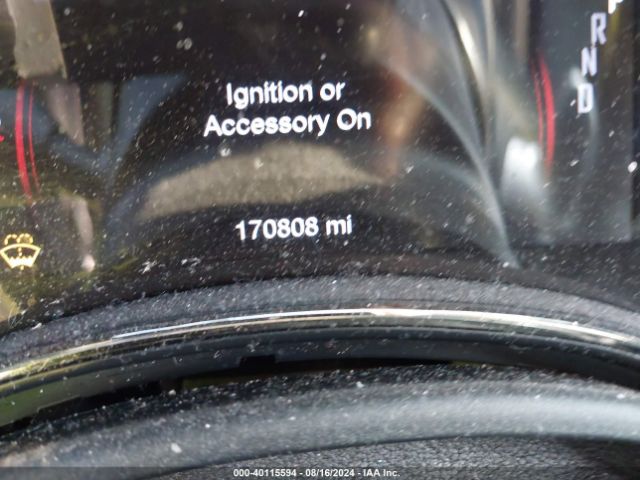 P
R
N
D
Ignition or
Accessory On
170808 mi
000-40115594 | 08/16/2024 | IAA Inc.